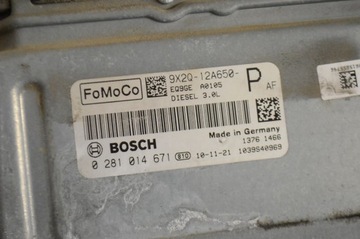 FoMoCo
9X2Q-12A650-
P
EQ9GE A0105
DIESEL 3.0L
AF
BOSCH
Made in Germany
1376 1466
0 281 014 671 810 10-11-21 1039S40969